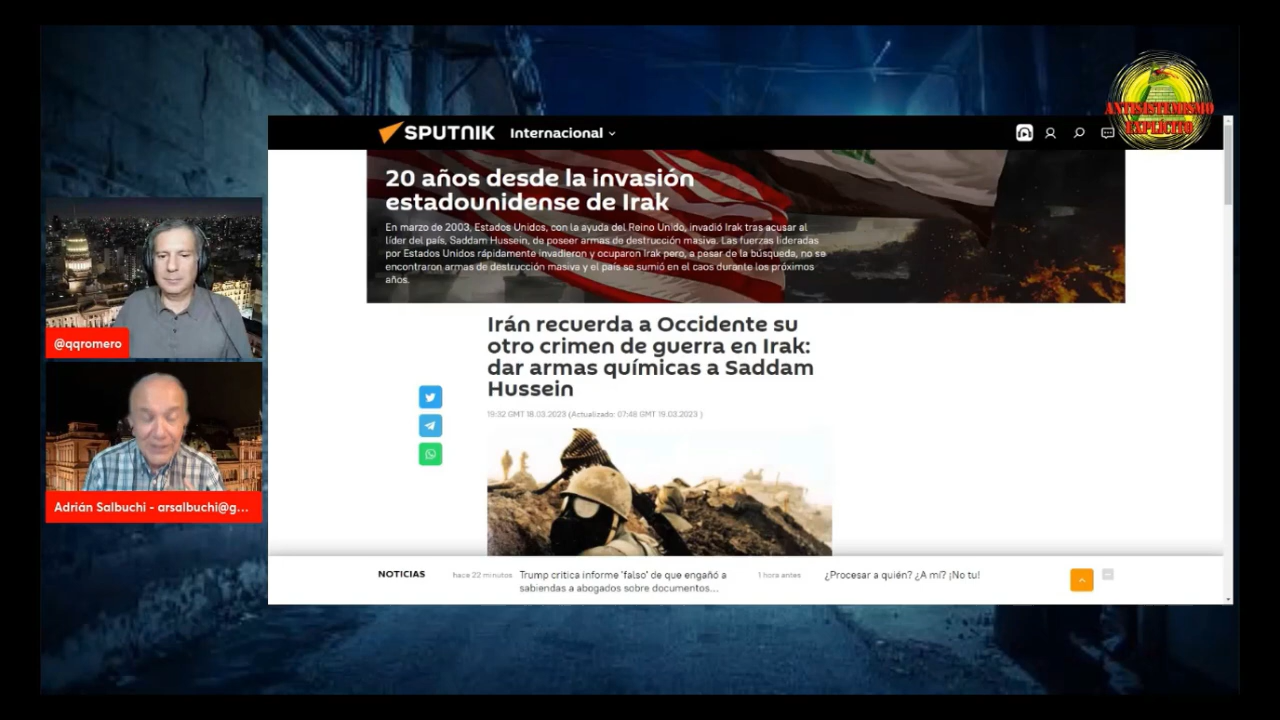 ANTISISTEMISMO
EXPLÍCITO
SPUTNIK Internacional
20 años desde la invasión
estadounidense de Irak
En marzo de 2003, Estados Unidos, con la ayuda del Reino Unido, invadió Irak tras acusar al
líder del país, Saddam Hussein, de poseer armas de destrucción masiva. Las fuerzas lideradas
por Estados Unidos rápidamente invadieron y ocuparon Irak pero, a pesar de la búsqueda, no se
encontraron armas de destrucción masiva y el país se sumió en el caos durante los próximos
años.
Irán recuerda a Occidente su
otro crimen de guerra en Irak:
dar armas químicas a Saddam
Hussein
19:32 GMT 18.03.2023 (Actualizado: 07:48 GMT 19.03.2023 )
@qqromero
Adrián Salbuchi - arsalbuchi@g...
NOTICIAS
hace 22 minutos
Trump critica informe 'falso' de que engañó a
sabiendas a abogados sobre documentos...
1 hora antes
¿Procesar a quién? ¿A mí? ¡No tu!